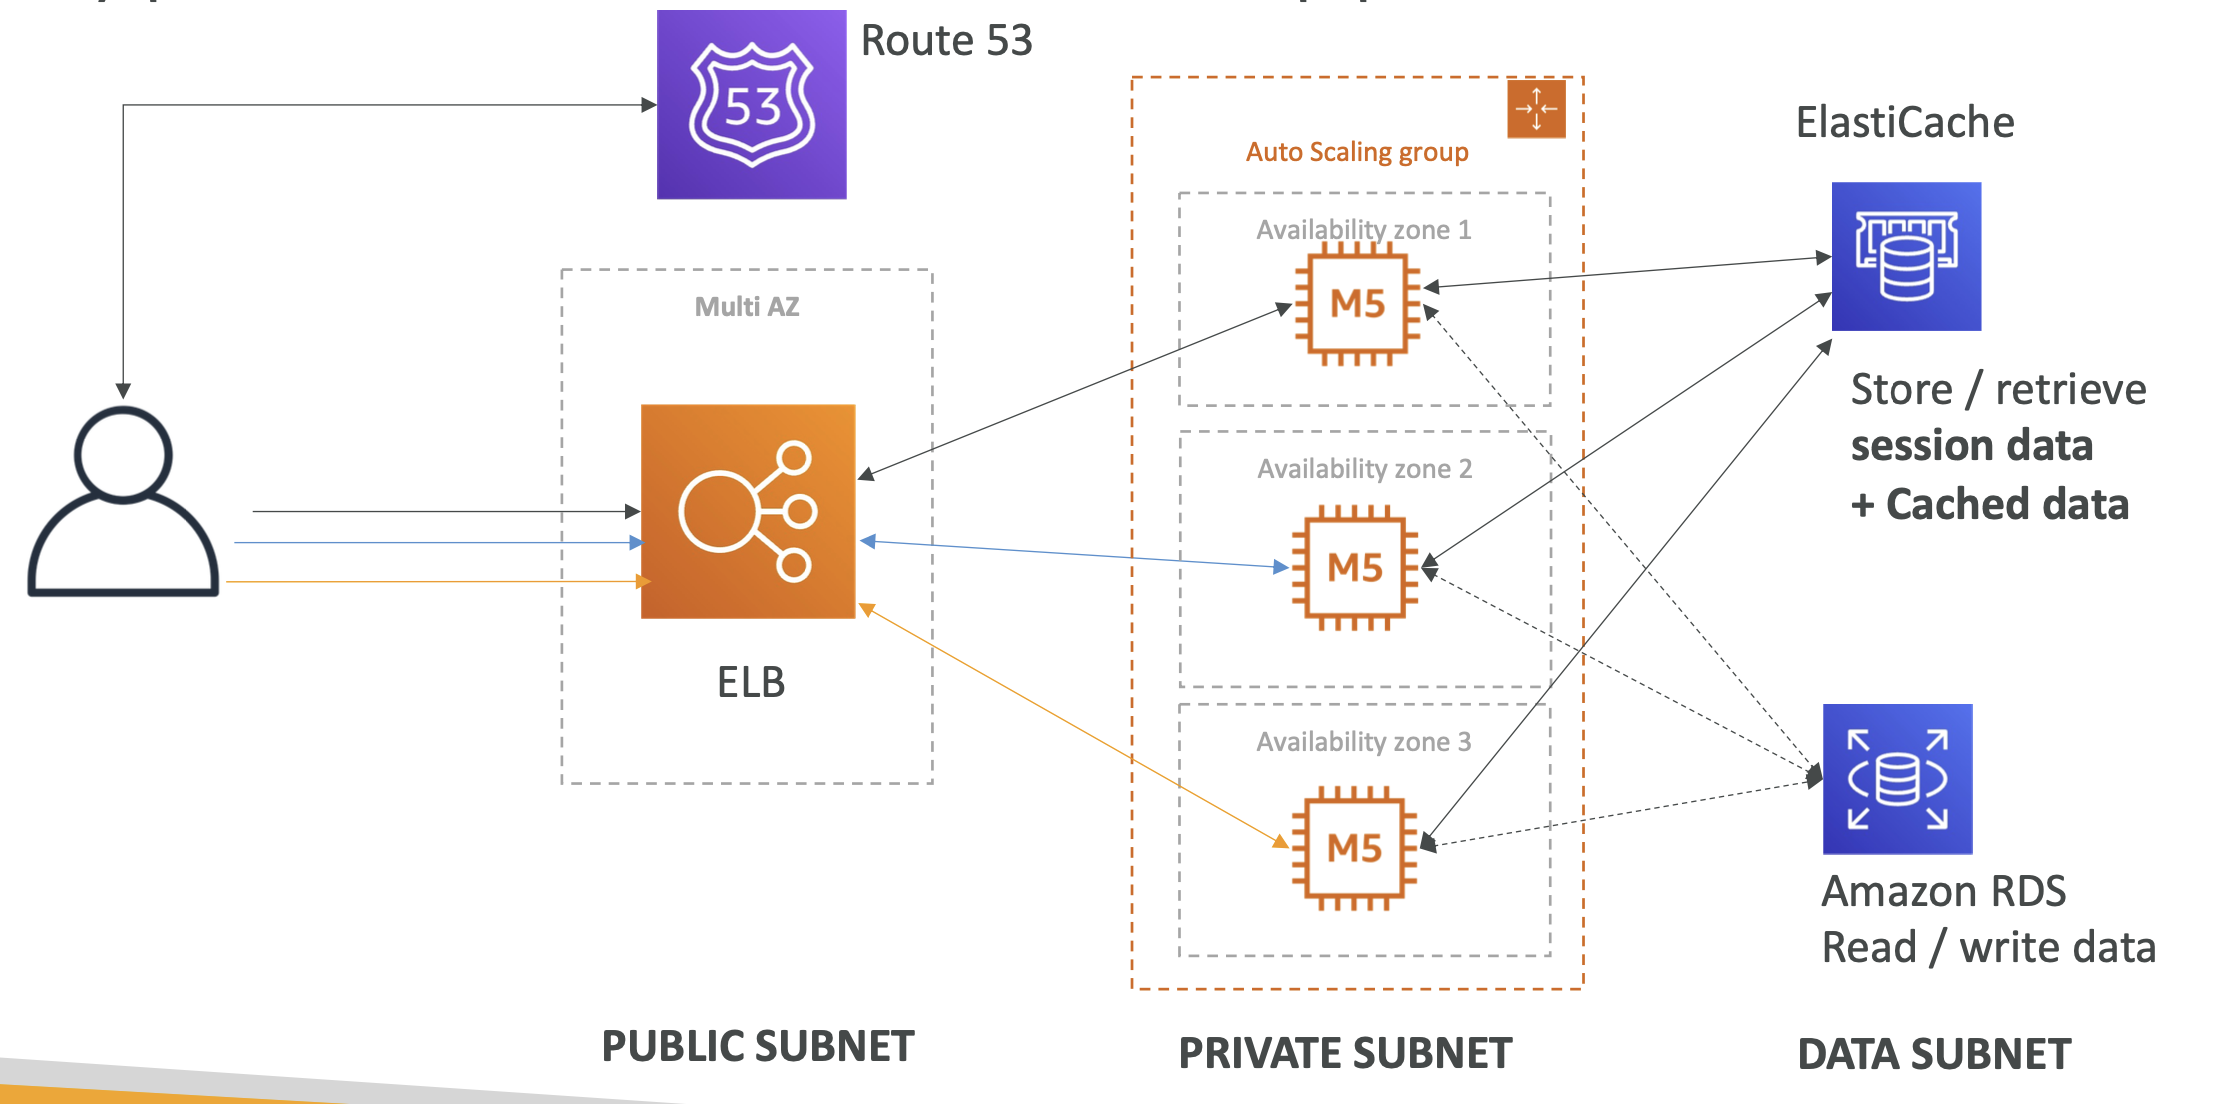 Route 53
53
ElastiCache
Auto Scaling group
Availability zone 1
M5
Multi AZ
Store / retrieve
session data
+ Cached data
Availability zone 2
M5
ELB
Availability zone 3
M5
Amazon RDS
Read / write data
PUBLIC SUBNET
PRIVATE SUBNET
DATA SUBNET